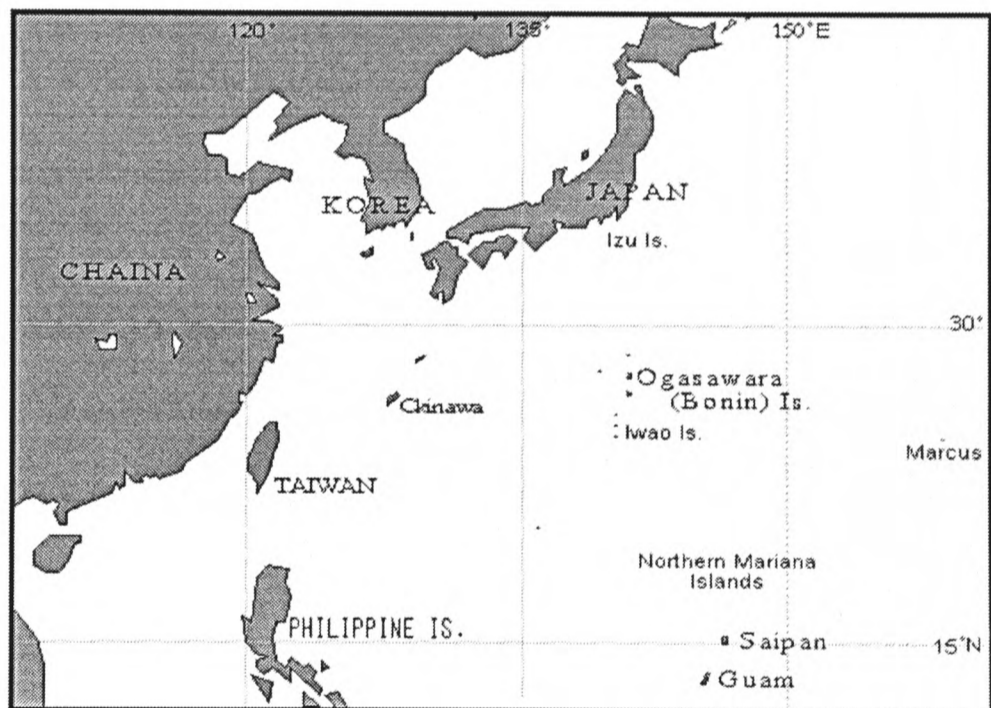 120°
135°
150°E
KOREA
JAPAN
Izu Is.
CHAINA
30°
Ogasawara
(Bonin) Is.
Okinawa
Iwao Is.
Marcus
TAIWAN
Northern Mariana
Islands
PHILIPPINE IS.
Saipan
15°N
Guam